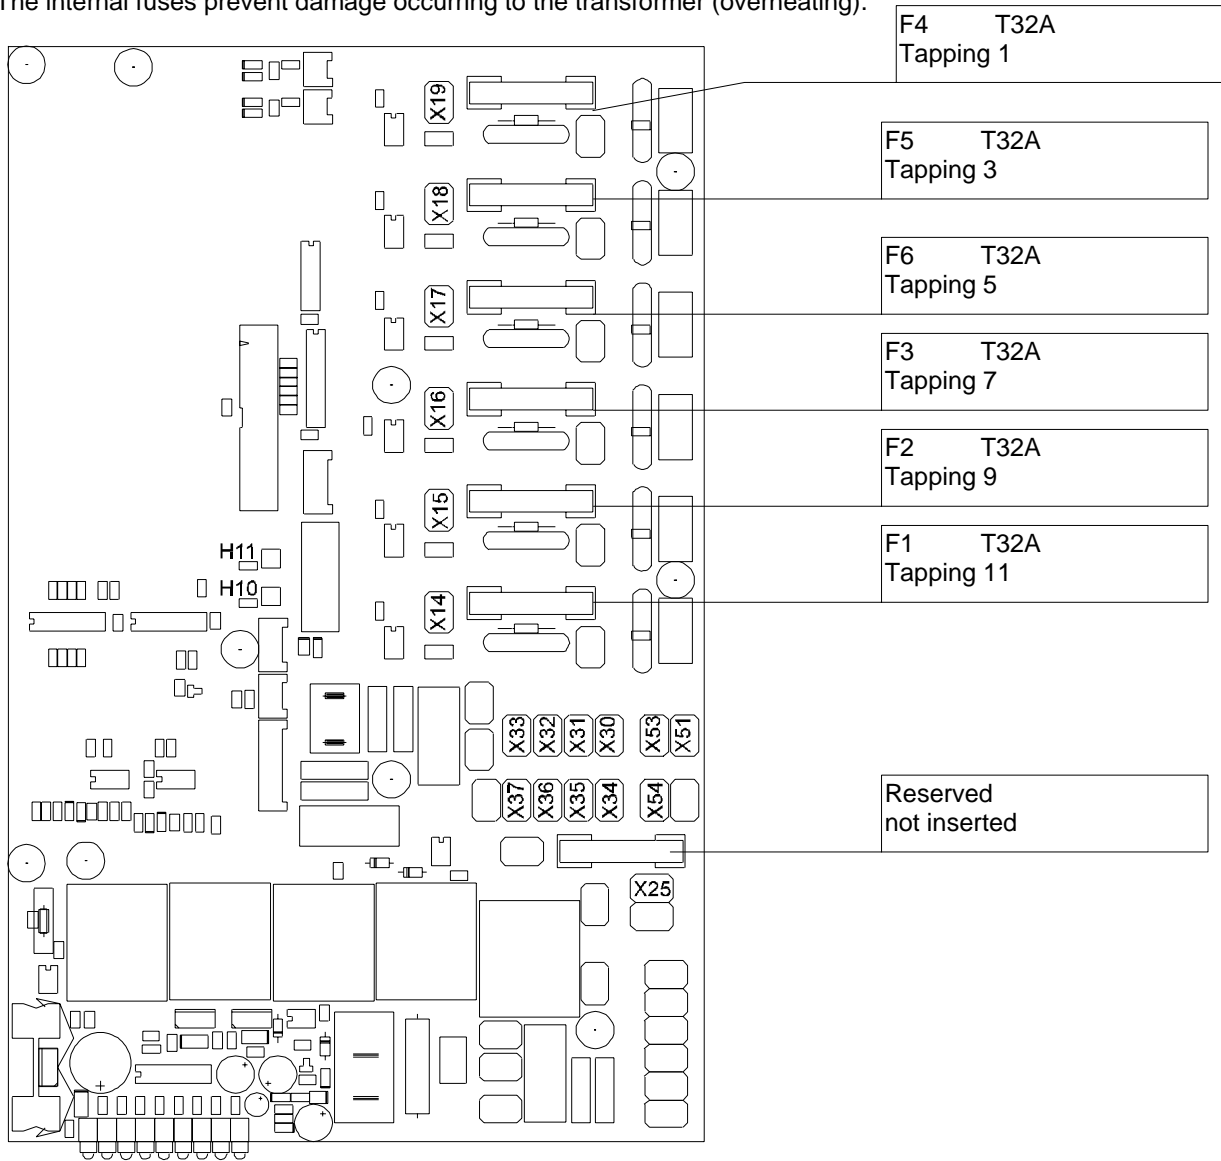 The internal fuses prevent damage occurring to the transformer (overheating).
F4 T32A
Tapping 1
X19
F5 T32A
Tapping 3
X18
F6 T32A
Tapping 5
X17
F3 T32A
Tapping 7
X16
F2 T32A
Tapping 9
X15
F1 T32A
Tapping 11
H11
H10
X14
X33 X32 X31 X30 X53 X51
X37 X36 X35 X34 X54
Reserved
not inserted
X25